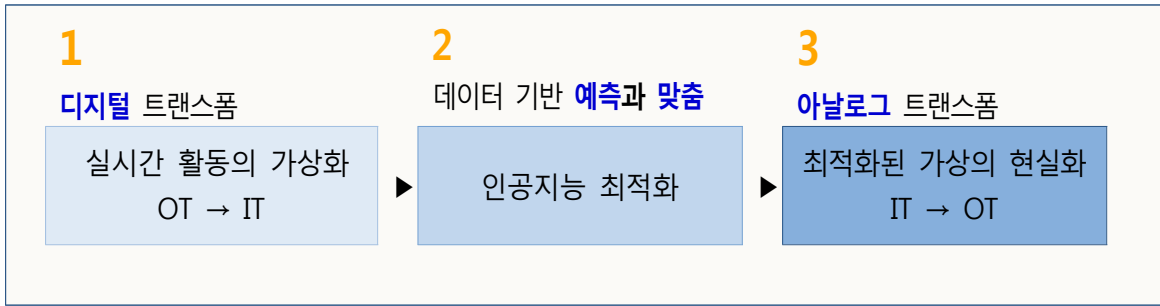 1
디지털 트랜스폼
실시간 활동의 가상화
OT → IT
▶
2
데이터 기반 예측과 맞춤
인공지능 최적화
▶
3
아날로그 트랜스폼
최적화된 가상의 현실화
IT → OT